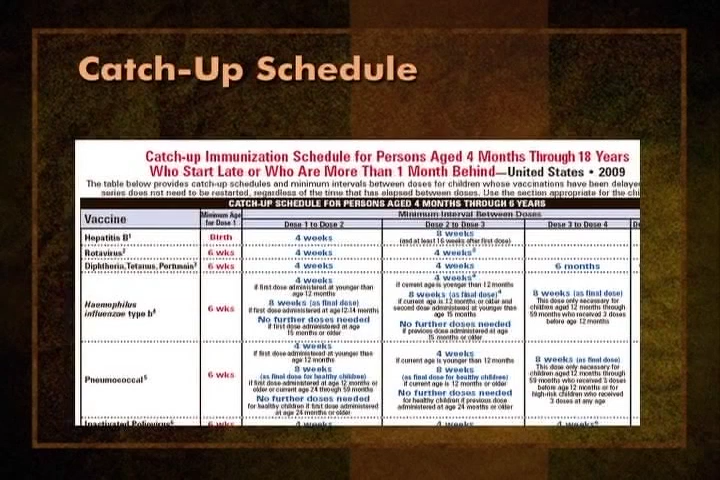 Catch-Up Schedule
Catch-up Immunization Schedule for Persons Aged 4 Months Through 18 Years
Who Start Late or Who Are More Than 1 Month Behind—United States • 2009
The table below provides catch-up schedules and minimum intervals between doses for children whose vaccinations have been delaye
series does not need to be restarted, regardless of the time that has elapsed between doses. Use the section appropriate for the chi
CATCH-UP SCHEDULE FOR PERSONS AGED 4 MONTHS THROUGH 6 YEARS
Vaccine
Minimum Age
for Dose 1
Minimum Interval Between Doses
Dose 1 to Dose 2
Dose 2 to Dose 3
Dose 3 to Dose 4
Hepatitis B¹
Birth
4 weeks
8 weeks
(and at least 16 weeks after first dose)
Rotavirus²
6 wks
4 weeks
4 weeks²
Diphtheria, Tetanus, Pertussis³
6 wks
4 weeks
4 weeks
6 months
Haemophilus
influenzae type b⁴
6 wks
4 weeks
if first dose administered at younger than
age 12 months
8 weeks (as final dose)
if first dose administered at age 12-14 months
No further doses needed
if first dose administered at age
15 months or older
4 weeks⁴
if current age is younger than 12 months
8 weeks (as final dose)⁴
if current age is 12 months or older and
second dose administered at younger than
age 15 months
No further doses needed
if previous dose administered at age
15 months or older
8 weeks (as final dose)
This dose only necessary for
children aged 12 months through
59 months who received 3 doses
before age 12 months
Pneumococcal⁵
6 wks
4 weeks
if first dose administered at younger than
age 12 months
8 weeks
(as final dose for healthy children)
if first dose administered at age 12 months or
older or current age 24 through 59 months
No further doses needed
for healthy children if first dose administered
at age 24 months or older
4 weeks
if current age is younger than 12 months
8 weeks
(as final dose for healthy children)
if current age is 12 months or older
No further doses needed
for healthy children if previous dose
administered at age 24 months or older
8 weeks (as final dose)
This dose only necessary for
children aged 12 months through
59 months who received 3 doses
before age 12 months or for
high-risk children who received
3 doses at any age
Inactivated Poliovirus⁶
6 wks
4 weeks
4 weeks
4 weeks⁶